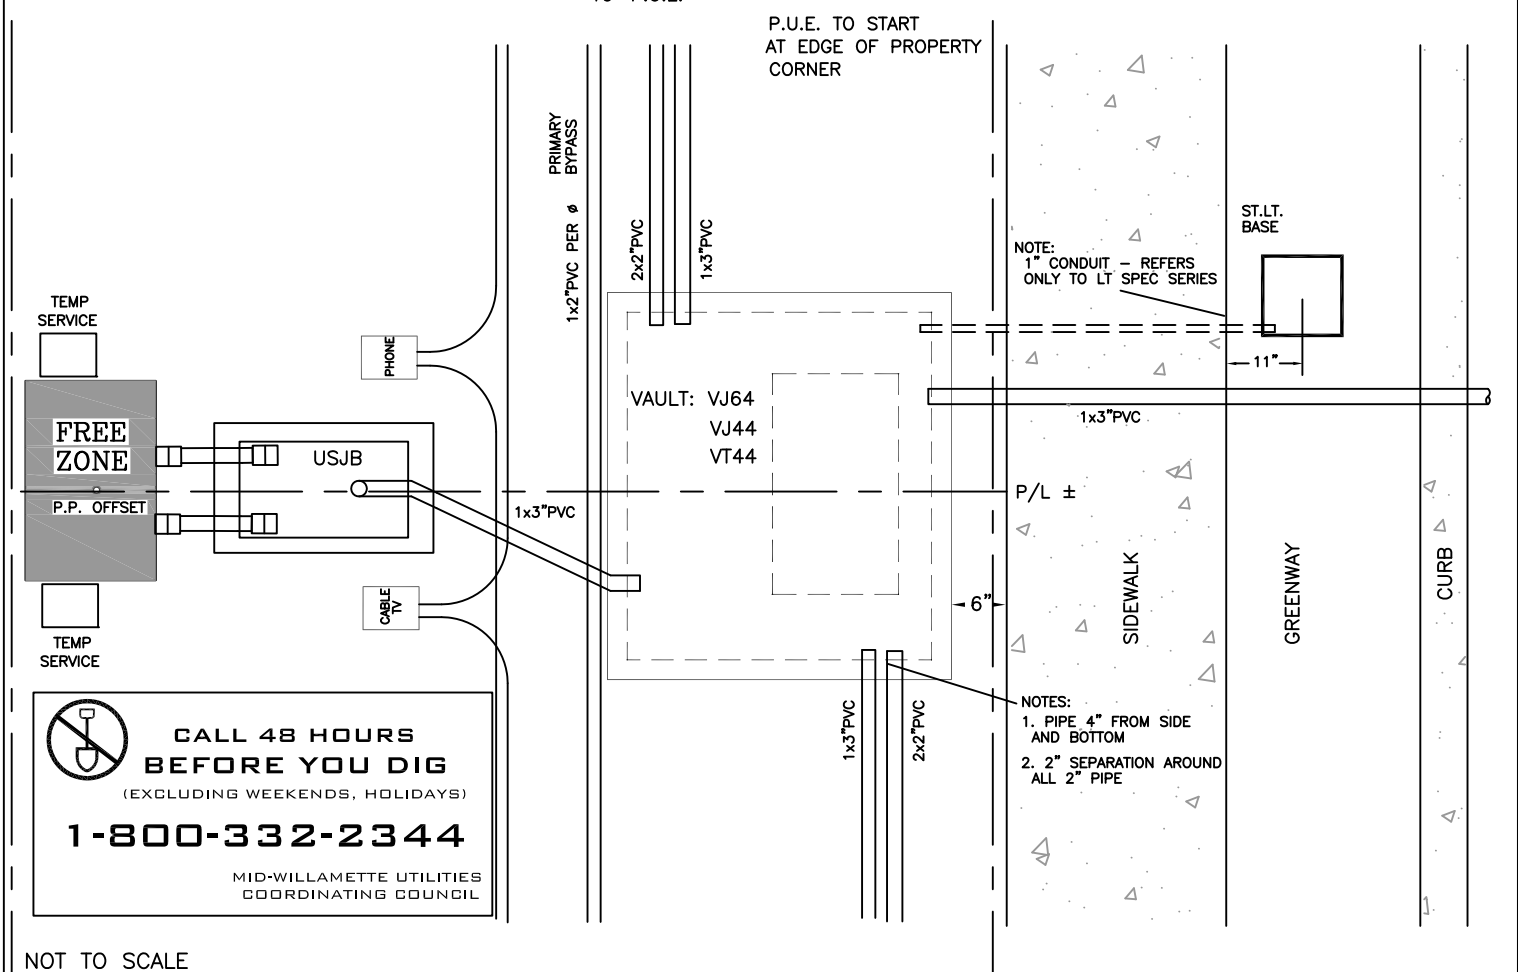 P.U.E. TO START
AT EDGE OF PROPERTY
CORNER
PRIMARY
BYPASS
1x2"PVC PER ø
2x2"PVC
1x3"PVC
ST.LT.
BASE
NOTE:
1" CONDUIT – REFERS
ONLY TO LT SPEC SERIES
TEMP
SERVICE
PHONE
11"
VAULT: VJ64
VJ44
VT44
1x3"PVC
FREE
ZONE
USJB
P.P. OFFSET
1x3"PVC
P/L ±
SIDEWALK
GREENWAY
CURB
CABLE
TV
6"
TEMP
SERVICE
1x3"PVC
2x2"PVC
NOTES:
1. PIPE 4" FROM SIDE
AND BOTTOM
2. 2" SEPARATION AROUND
ALL 2" PIPE
CALL 48 HOURS
BEFORE YOU DIG
(EXCLUDING WEEKENDS, HOLIDAYS)
1-800-332-2344
MID-WILLAMETTE UTILITIES
COORDINATING COUNCIL
NOT TO SCALE